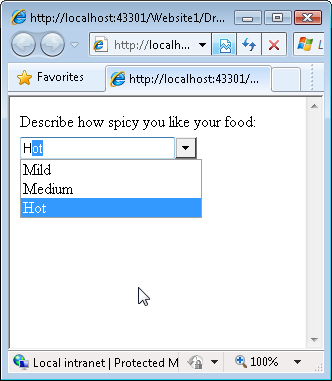 http://localhost:43301/Website1/Dr...
http://localh...
Favorites
http://localhost:43301/...
Describe how spicy you like your food:
Hot
Mild
Medium
Hot
Local intranet | Protected M
100%